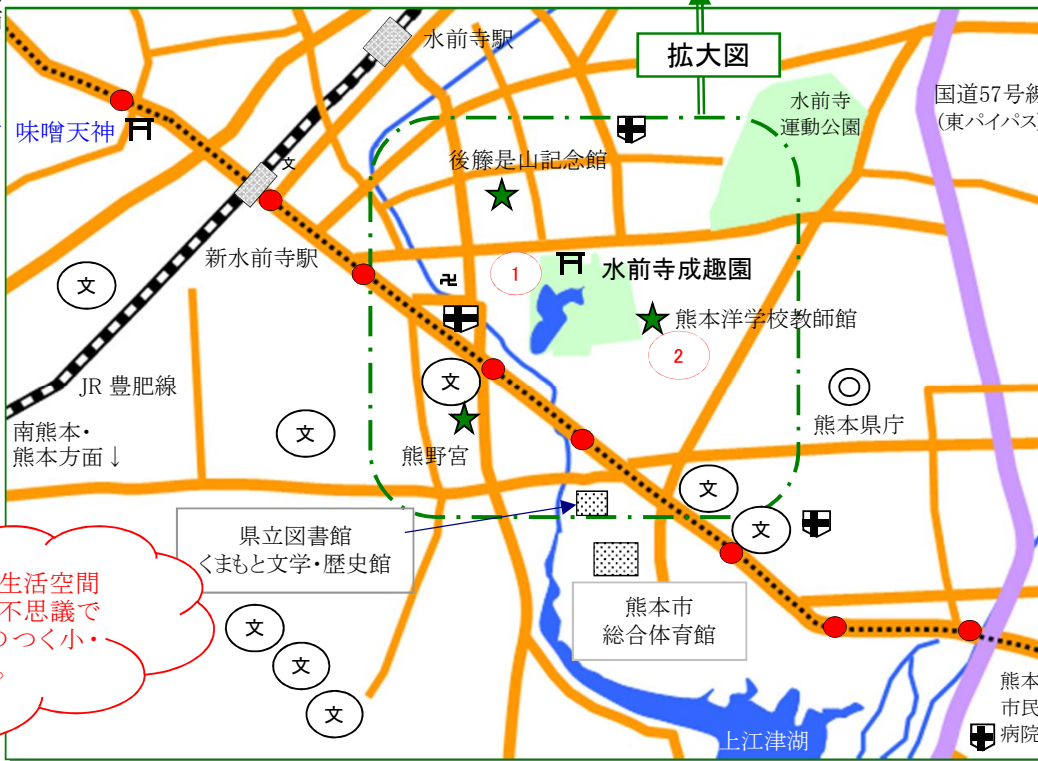 水前寺駅
拡大図
水前寺
運動公園
国道57号線
(東バイパス)
味噌天神
文
後籐是山記念館
新水前寺駅
1
水前寺成趣園
文
熊本洋学校教師館
2
JR 豊肥線
文
熊本県庁
南熊本・
熊本方面↓
文
熊野宮
文
県立図書館
くまもと文学・歴史館
文
生活空間
不思議で
つく小・
熊本市
総合体育館
文
文
文
熊本
市民
病院
上江津湖